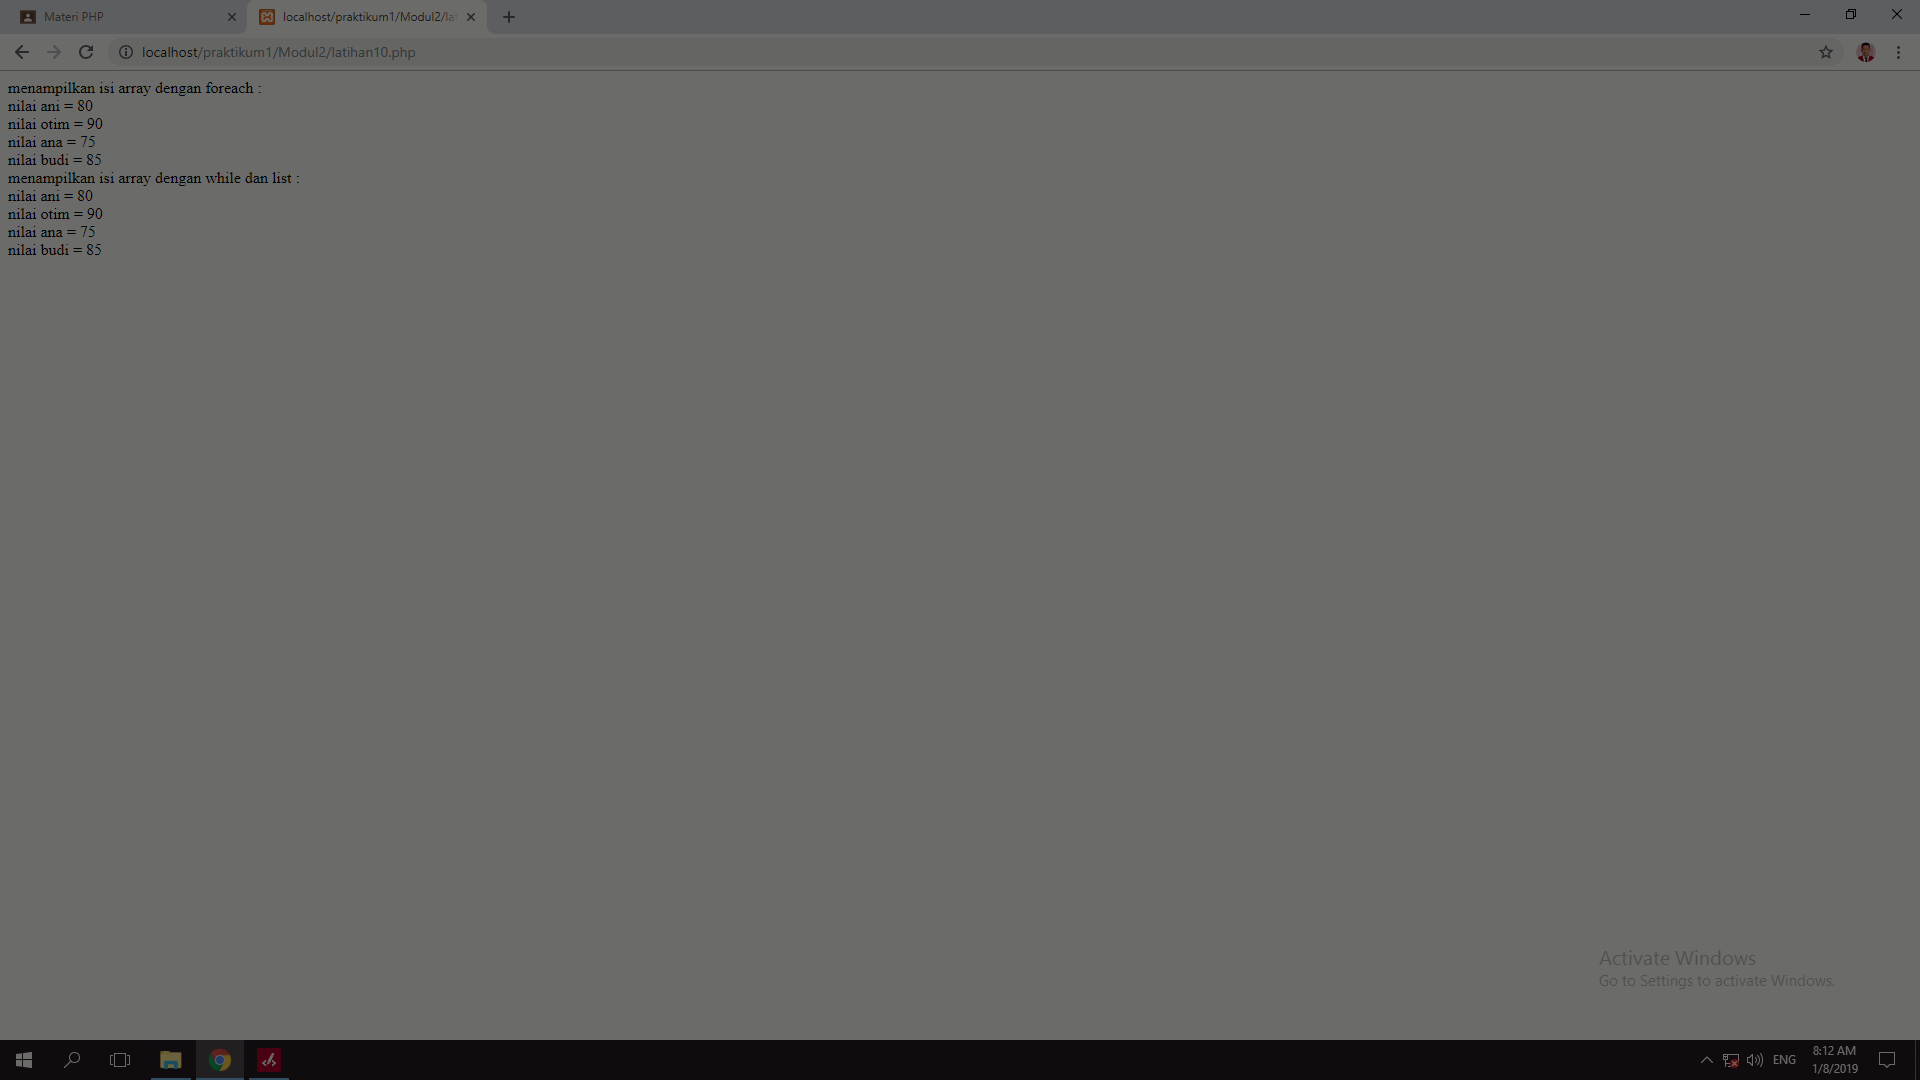 Materi PHP
localhost/praktikum1/Modul2/la
localhost/praktikum1/Modul2/latihan10.php
menampilkan isi array dengan foreach :
nilai ani = 80
nilai otim = 90
nilai ana = 75
nilai budi = 85
menampilkan isi array dengan while dan list :
nilai ani = 80
nilai otim = 90
nilai ana = 75
nilai budi = 85
Activate Windows
Go to Settings to activate Windows.
ENG
8:12 AM
1/8/2019